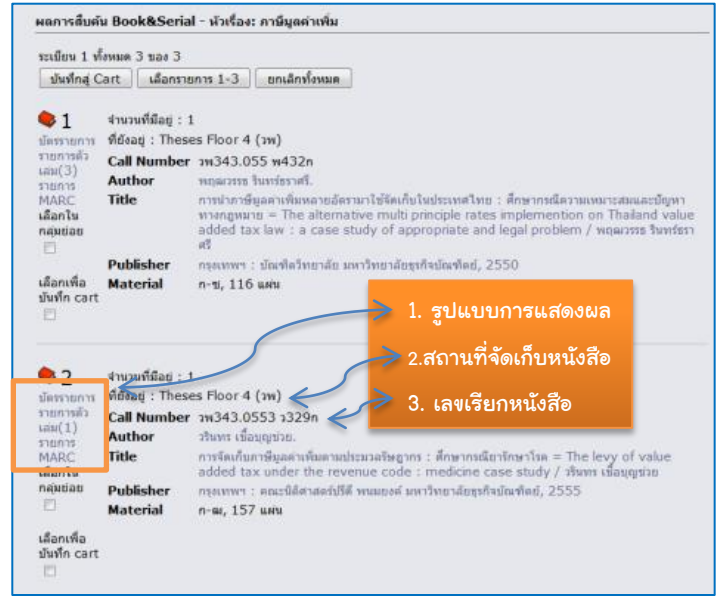 ผลการสืบค้น Book&Serial - หัวเรื่อง: ภาษีมูลค่าเพิ่ม
ระเบียน 1 ทั้งหมด 3 ของ 3
บันทึกสู่ Cart เลือกรายการ 1-3 ยกเลิกทั้งหมด
1
บัตรรายการ
รายการตัวเล่ม(3)
รายการ MARC
เลือกในกลุ่มย่อย
เลือกเพื่อบันทึก cart
จำนวนที่มีอยู่ : 1
ที่ยังอยู่ : Theses Floor 4 (วพ)
Call Number วพ343.055 พ432ก
Author พฤฒวรรธ รินทร์ธราศรี.
Title การนำภาษีมูลค่าเพิ่มหลายอัตรามาใช้จัดเก็บในประเทศไทย : ศึกษากรณีความเหมาะสมและปัญหา
ทางกฎหมาย = The alternative multi principle rates implemention on Thailand value
added tax law : a case study of appropriate and legal problem / พฤฒวรรธ รินทร์ธรา
ศรี
Publisher กรุงเทพฯ : บัณฑิตวิทยาลัย มหาวิทยาลัยธุรกิจบัณฑิตย์, 2550
Material ก-ช, 116 แผ่น
1. รูปแบบการแสดงผล
2.สถานที่จัดเก็บหนังสือ
3. เลขเรียกหนังสือ
2
บัตรรายการ
รายการตัวเล่ม(1)
รายการ MARC
เลือกในกลุ่มย่อย
เลือกเพื่อบันทึก cart
จำนวนที่มีอยู่ : 1
ที่ยังอยู่ : Theses Floor 4 (วพ)
Call Number วพ343.0553 ว329ก
Author วรินทร เชื้อบุญช่วย.
Title การจัดเก็บภาษีมูลค่าเพิ่มตามประมวลรัษฎากร : ศึกษากรณียารักษาโรค = The levy of value
added tax under the revenue code : medicine case study / วรินทร เชื้อบุญช่วย
Publisher กรุงเทพฯ : คณะนิติศาสตร์ปรีดี พนมยงค์ มหาวิทยาลัยธุรกิจบัณฑิตย์, 2555
Material ก-ฒ, 157 แผ่น